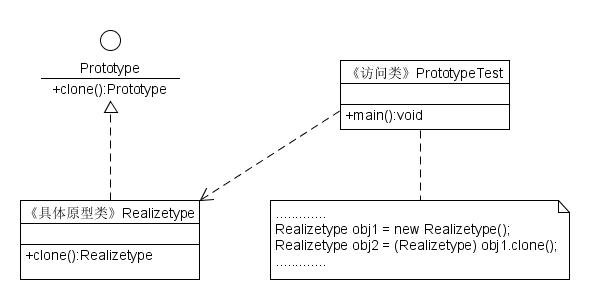 Prototype
+clone():Prototype
《访问类》PrototypeTest
+main():void
《具体原型类》Realizetype
+clone():Realizetype
.............
Realizetype obj1 = new Realizetype();
Realizetype obj2 = (Realizetype) obj1.clone();
.............